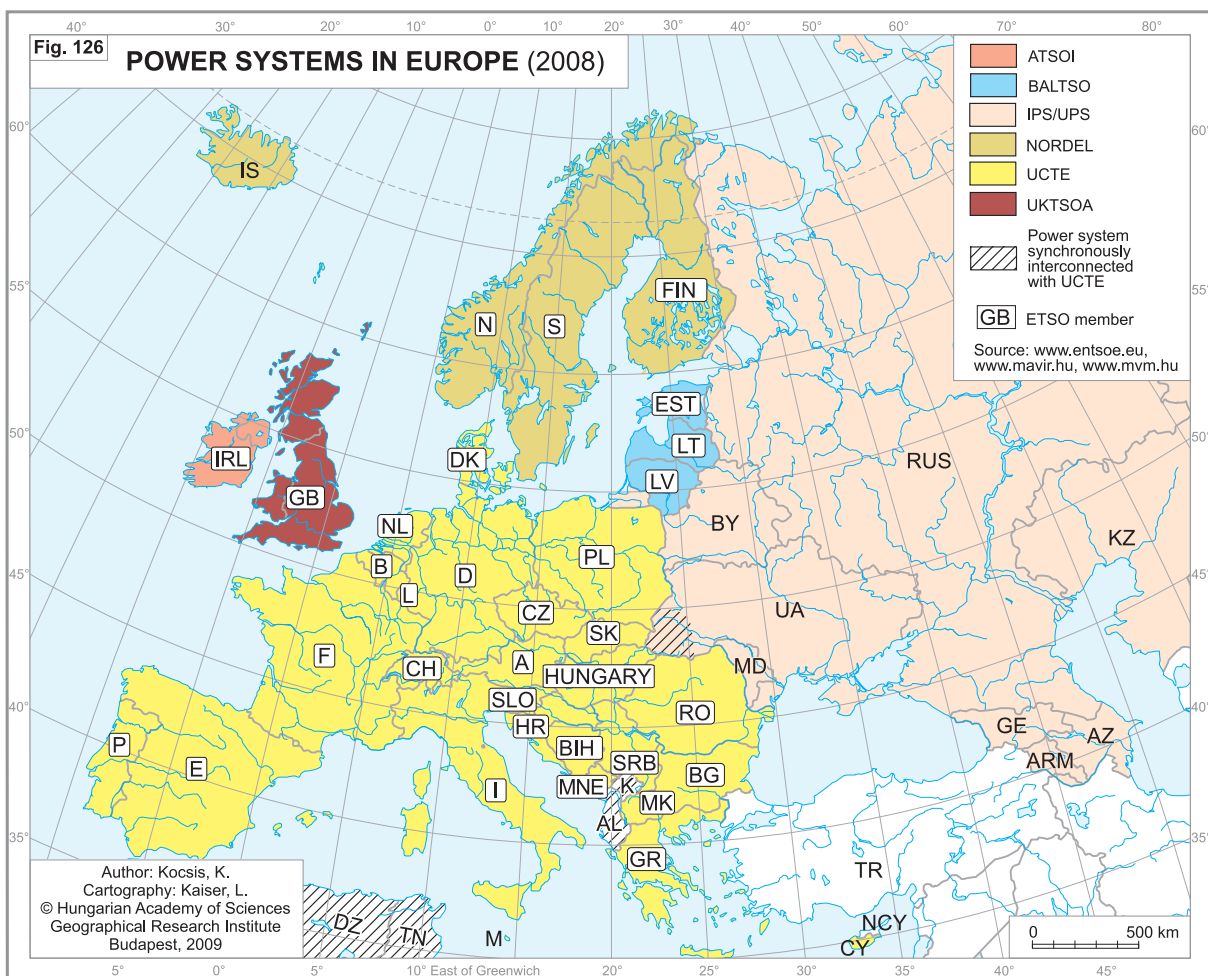 40° 30° 20° 10° 0° 10° 20° 30° 40° 50° 60° 70° 80°
Fig. 126
POWER SYSTEMS IN EUROPE (2008)
ATSOI
BALTSO
IPS/UPS
NORDEL
UCTE
UKTSOA
Power system
synchronously
interconnected
with UCTE
GB ETSO member
Source: www.entsoe.eu,
www.mavir.hu, www.mvm.hu
60°
55°
50°
45°
40°
35°
60°
55°
50°
45°
40°
35°
IS
FIN
N
S
EST
LT
LV
IRL
GB
DK
RUS
NL
BY
KZ
B
D
PL
L
CZ
UA
SK
F
CH
A
MD
HUNGARY
SLO
RO
HR
GE
AZ
P
BIH
ARM
E
SRB
BG
I
MNE
K
MK
AL
GR
TR
DZ
TN
M
NCY
CY
Author: Kocsis, K.
Cartography: Kaiser, L.
© Hungarian Academy of Sciences
Geographical Research Institute
Budapest, 2009
0 500 km
5° 0° 5° 10° East of Greenwich 15° 20° 25° 30° 35° 40° 45°